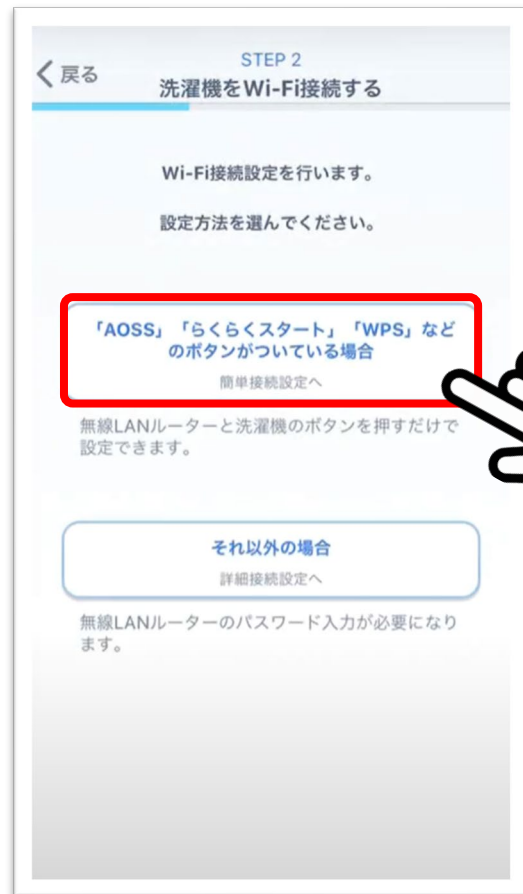 戻る
STEP 2
洗濯機をWi-Fi接続する
Wi-Fi接続設定を行います。
設定方法を選んでください。
「AOSS」「らくらくスタート」「WPS」など
のボタンがついている場合
簡単接続設定へ
無線LANルーターと洗濯機のボタンを押すだけで
設定できます。
それ以外の場合
詳細接続設定へ
無線LANルーターのパスワード入力が必要になり
ます。